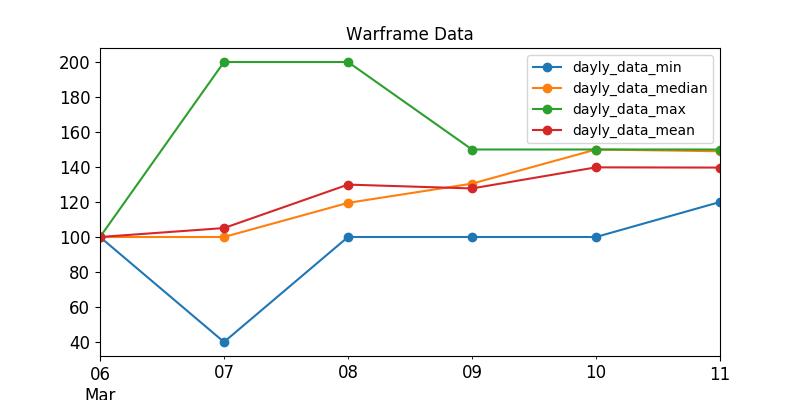 Warframe Data
dayly_data_min
dayly_data_median
dayly_data_max
dayly_data_mean
200
180
160
140
120
100
80
60
40
06 07 08 09 10 11
Mar